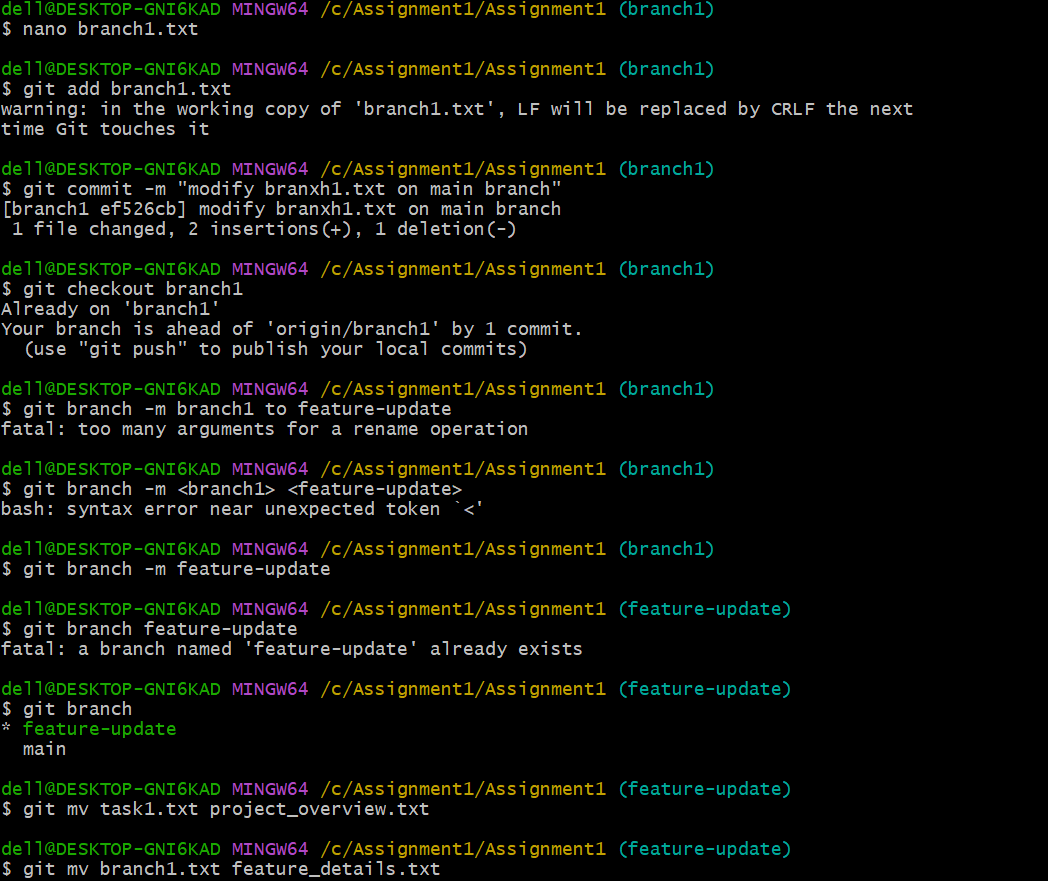 dell@DESKTOP-GNI6KAD MINGW64 /c/Assignment1/Assignment1 (branch1)
$ nano branch1.txt
dell@DESKTOP-GNI6KAD MINGW64 /c/Assignment1/Assignment1 (branch1)
$ git add branch1.txt
warning: in the working copy of 'branch1.txt', LF will be replaced by CRLF the next
time Git touches it
dell@DESKTOP-GNI6KAD MINGW64 /c/Assignment1/Assignment1 (branch1)
$ git commit -m "modify branxh1.txt on main branch"
[branch1 ef526cb] modify branxh1.txt on main branch
 1 file changed, 2 insertions(+), 1 deletion(-)
dell@DESKTOP-GNI6KAD MINGW64 /c/Assignment1/Assignment1 (branch1)
$ git checkout branch1
Already on 'branch1'
Your branch is ahead of 'origin/branch1' by 1 commit.
  (use "git push" to publish your local commits)
dell@DESKTOP-GNI6KAD MINGW64 /c/Assignment1/Assignment1 (branch1)
$ git branch -m branch1 to feature-update
fatal: too many arguments for a rename operation
dell@DESKTOP-GNI6KAD MINGW64 /c/Assignment1/Assignment1 (branch1)
$ git branch -m <branch1> <feature-update>
bash: syntax error near unexpected token `<'
dell@DESKTOP-GNI6KAD MINGW64 /c/Assignment1/Assignment1 (branch1)
$ git branch -m feature-update
dell@DESKTOP-GNI6KAD MINGW64 /c/Assignment1/Assignment1 (feature-update)
$ git branch feature-update
fatal: a branch named 'feature-update' already exists
dell@DESKTOP-GNI6KAD MINGW64 /c/Assignment1/Assignment1 (feature-update)
$ git branch
* feature-update
  main
dell@DESKTOP-GNI6KAD MINGW64 /c/Assignment1/Assignment1 (feature-update)
$ git mv task1.txt project_overview.txt
dell@DESKTOP-GNI6KAD MINGW64 /c/Assignment1/Assignment1 (feature-update)
$ git mv branch1.txt feature_details.txt